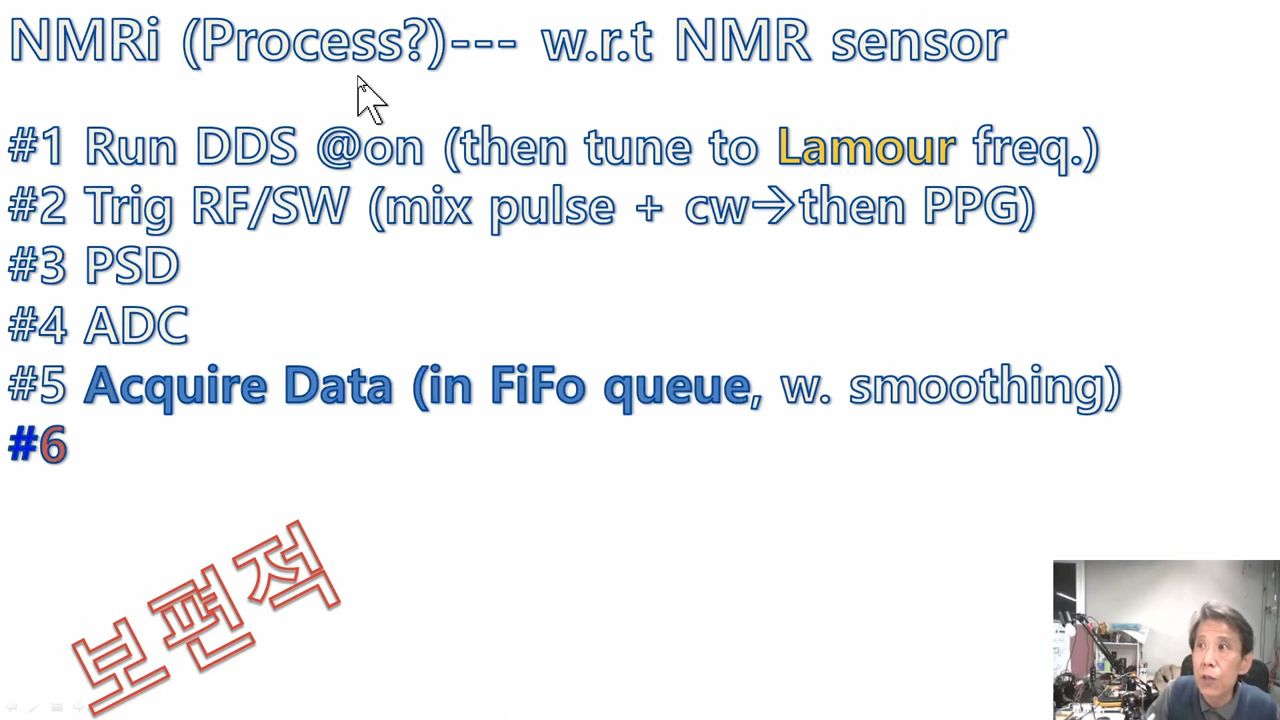 NMRi (Process?)--- w.r.t NMR sensor
#1 Run DDS @on (then tune to Lamour freq.)
#2 Trig RF/SW (mix pulse + cw→then PPG)
#3 PSD
#4 ADC
#5 Acquire Data (in FiFo queue, w. smoothing)
#6
보편적